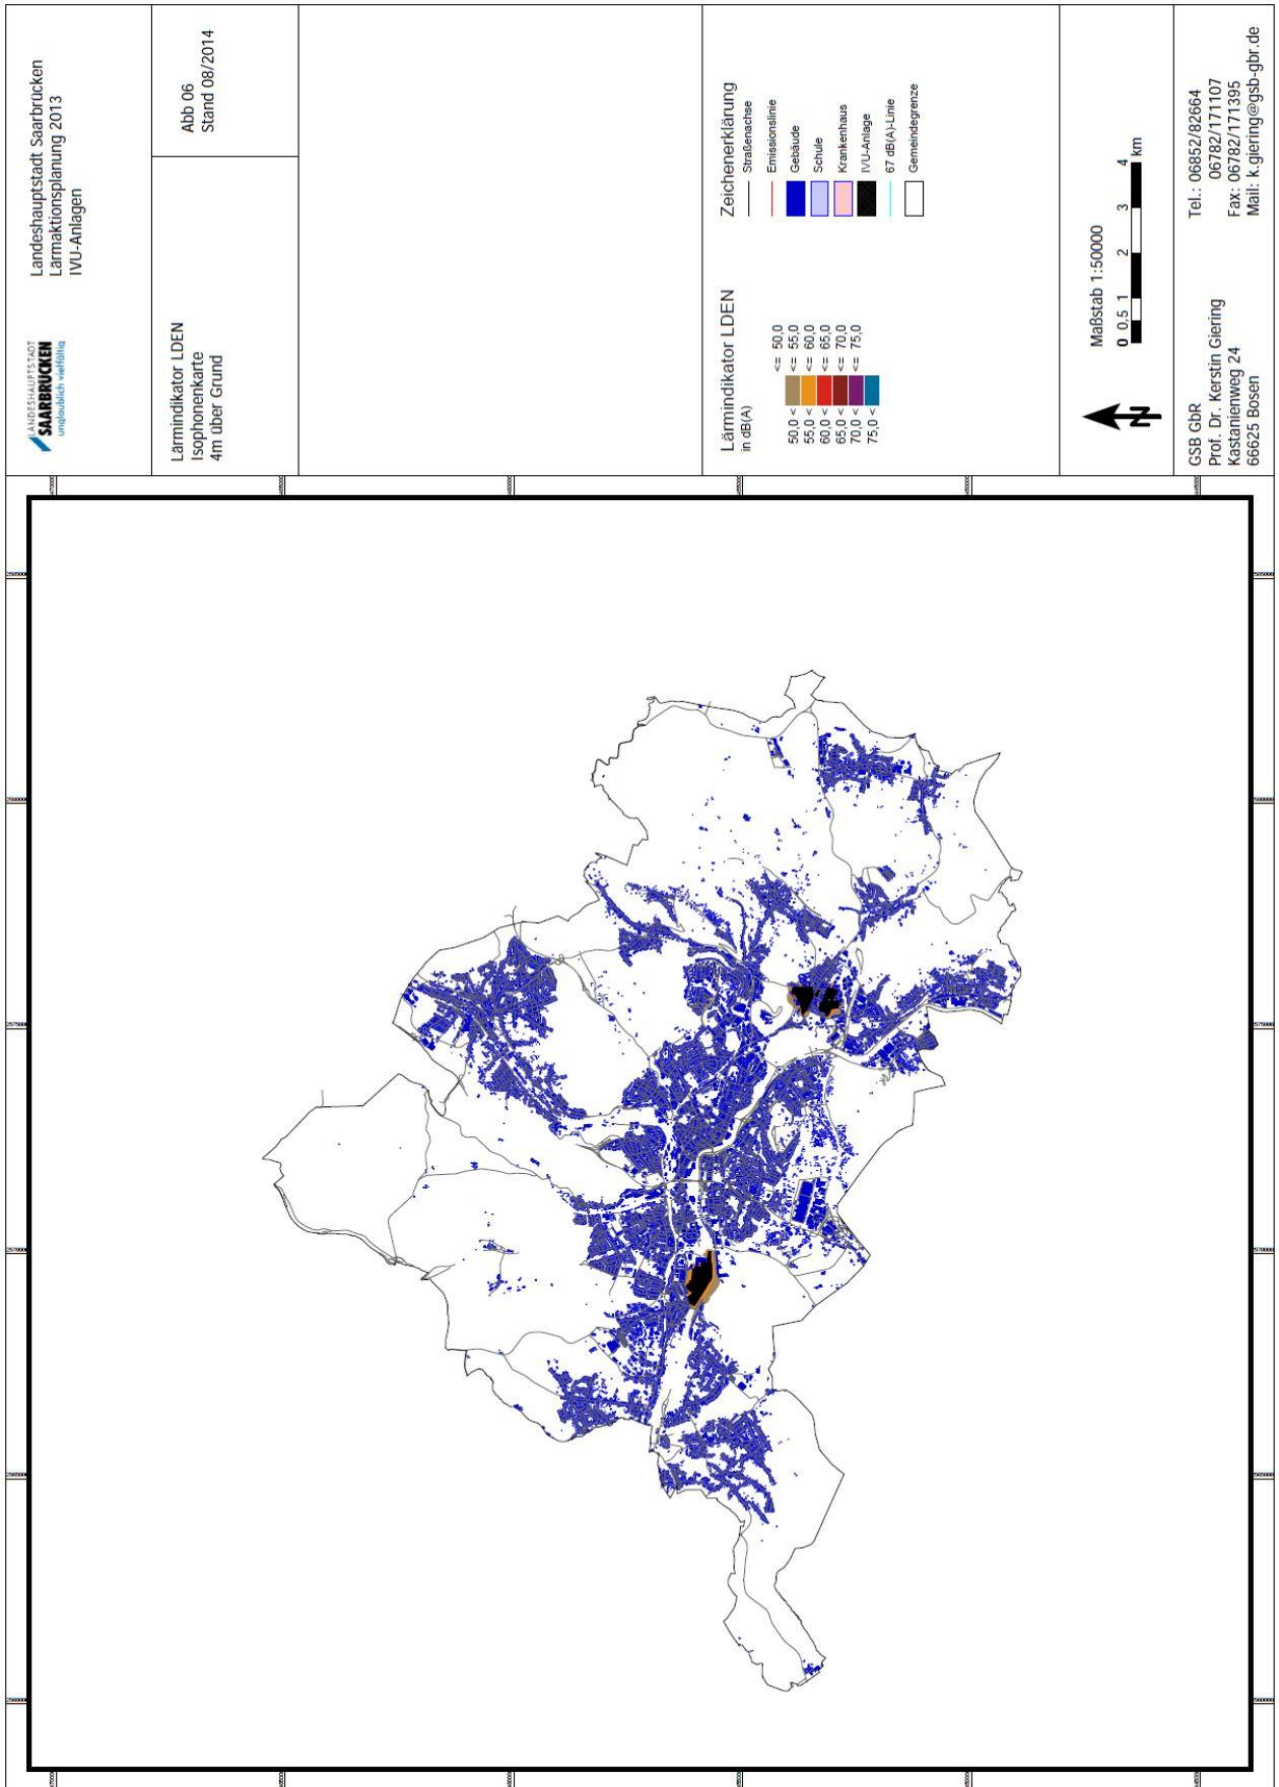 LANDESHAUPTSTADT
SAARBRÜCKEN
unglaublich vielfältig
Landeshauptstadt Saarbrücken
Lärmaktionsplanung 2013
IVU-Anlagen
Lärmindikator LDEN
Isophonenkarte
4m über Grund
Abb 06
Stand 08/2014
Lärmindikator LDEN
in dB(A)
<= 50,0
50,0 < <= 55,0
55,0 < <= 60,0
60,0 < <= 65,0
65,0 < <= 70,0
70,0 < <= 75,0
75,0 <
Zeichenerklärung
Straßenachse
Emissionslinie
Gebäude
Schule
Krankenhaus
IVU-Anlage
67 dB(A)-Linie
Gemeindegrenze
Maßstab 1:50000
0 0,5 1 2 3 4 km
N
GSB GbR
Prof. Dr. Kerstin Giering
Kastanienweg 24
66625 Bosen
Tel.: 06852/82664
06782/171107
Fax: 06782/171395
Mail: k.giering@gsb-gbr.de